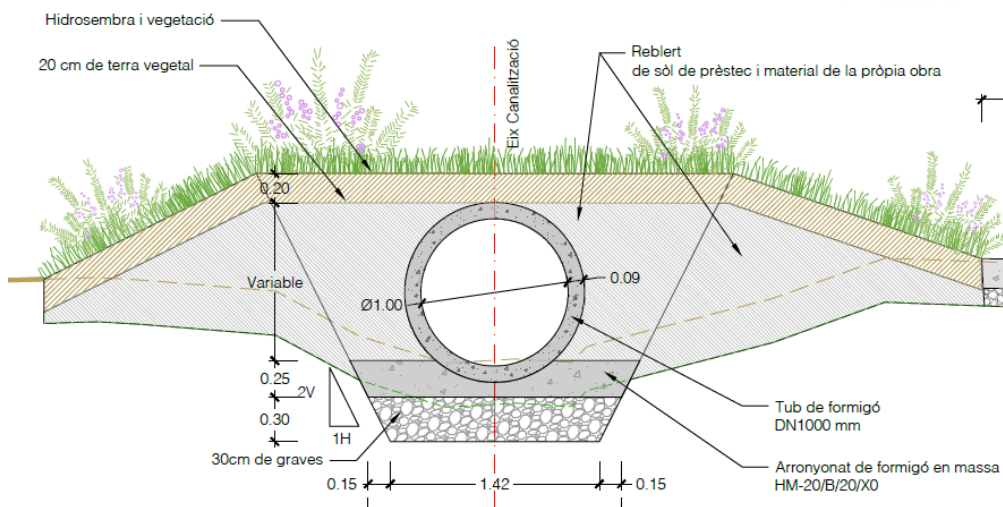 Hidrosembra i vegetació
20 cm de terra vegetal
Eix Canalització
Reblert
de sòl de prèstec i material de la pròpia obra
0.20
Variable
Ø1.00
0.09
0.25
2V
0.30
1H
30cm de graves
0.15
1.42
0.15
Tub de formigó
DN1000 mm
Arronyonat de formigó en massa
HM-20/B/20/X0